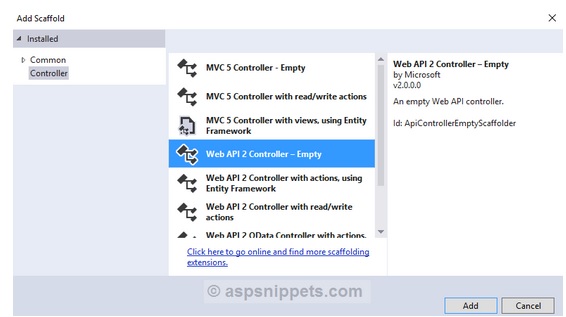 Add Scaffold
Installed
Common
Controller
MVC 5 Controller - Empty
MVC 5 Controller with read/write actions
MVC 5 Controller with views, using Entity
Framework
Web API 2 Controller – Empty
Web API 2 Controller with actions, using
Entity Framework
Web API 2 Controller with read/write
actions
Web API 2 OData Controller with actions,
Click here to go online and find more scaffolding
extensions.
Web API 2 Controller – Empty
by Microsoft
v2.0.0.0
An empty Web API controller.
Id: ApiControllerEmptyScaffolder
© aspsnippets.com
Add
Cancel